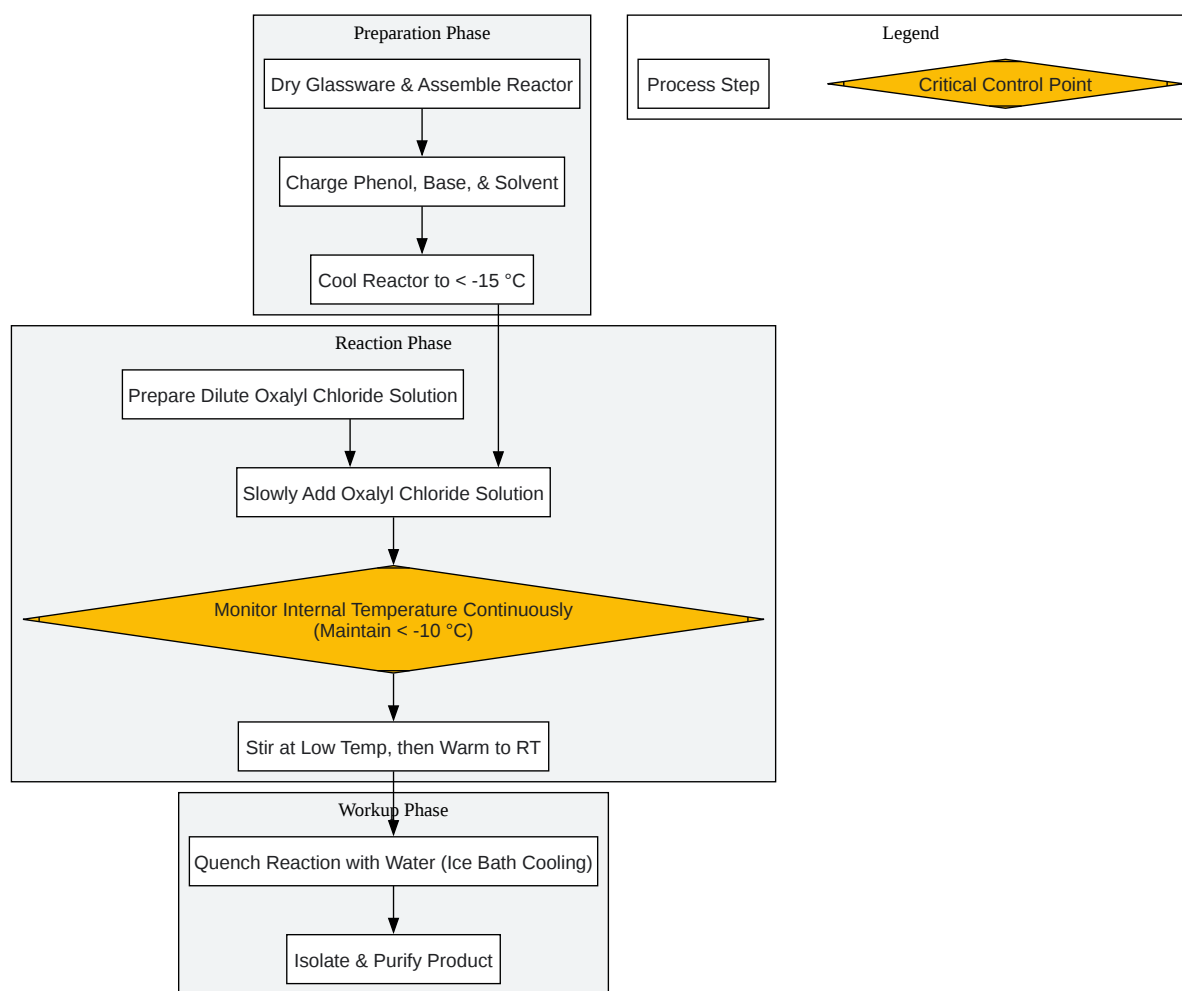 Preparation Phase
Dry Glassware & Assemble Reactor
Charge Phenol, Base, & Solvent
Cool Reactor to < -15 °C
Legend
Process Step
Critical Control Point
Reaction Phase
Prepare Dilute Oxalyl Chloride Solution
Slowly Add Oxalyl Chloride Solution
Monitor Internal Temperature Continuously
(Maintain < -10 °C)
Stir at Low Temp, then Warm to RT
Workup Phase
Quench Reaction with Water (Ice Bath Cooling)
Isolate & Purify Product